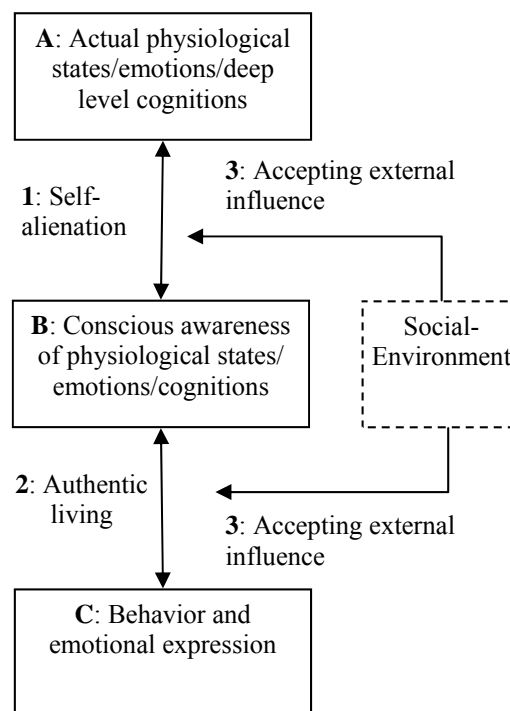 A: Actual physiological
states/emotions/deep
level cognitions
3: Accepting external
influence
1: Self-
alienation
B: Conscious awareness
of physiological states/
emotions/cognitions
Social-
Environment
2: Authentic
living
3: Accepting external
influence
C: Behavior and
emotional expression